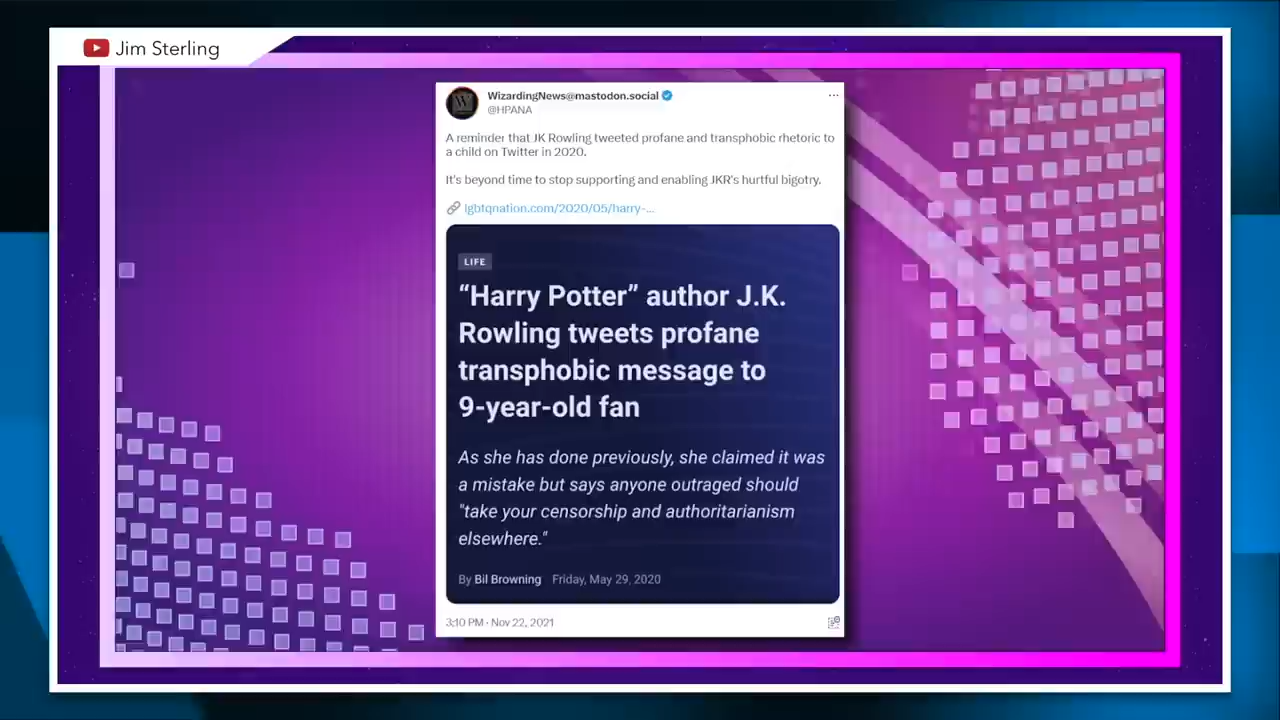 Jim Sterling
WizardingNews@mastodon.social
@HPANA
A reminder that JK Rowling tweeted profane and transphobic rhetoric to
a child on Twitter in 2020.
It's beyond time to stop supporting and enabling JKR's hurtful bigotry.
lgbtqnation.com/2020/05/harry-...
LIFE
“Harry Potter” author J.K.
Rowling tweets profane
transphobic message to
9-year-old fan
As she has done previously, she claimed it was
a mistake but says anyone outraged should
"take your censorship and authoritarianism
elsewhere."
By Bil Browning Friday, May 29, 2020
3:10 PM · Nov 22, 2021